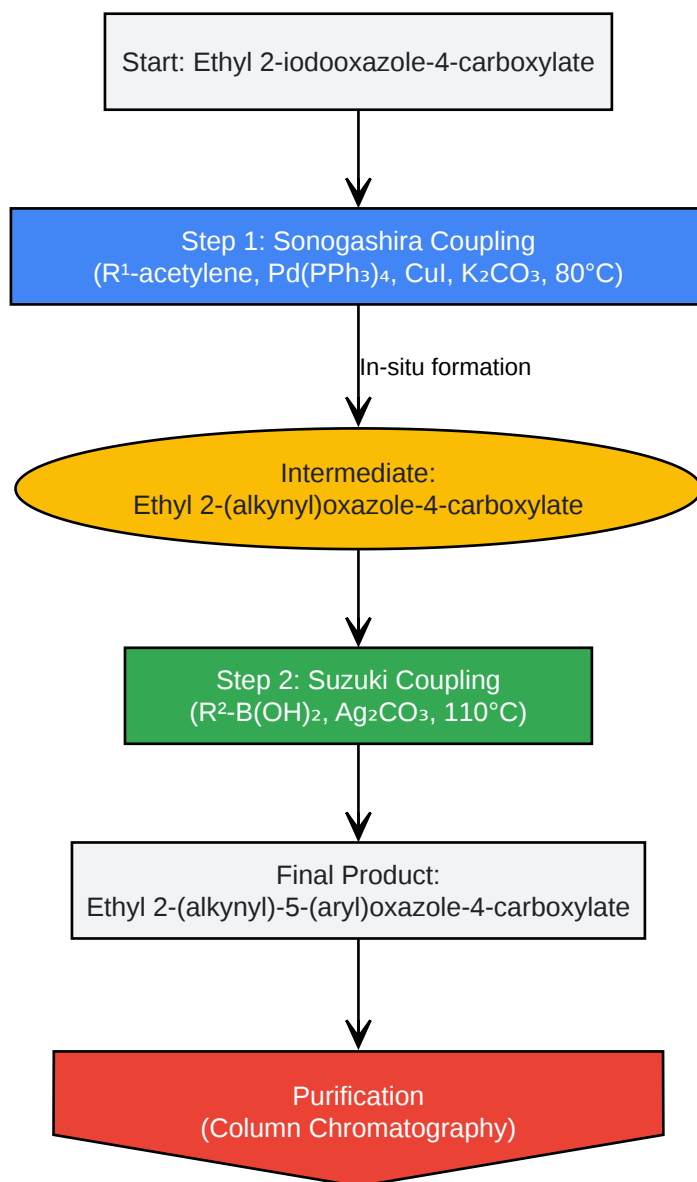 Start: Ethyl 2-iodooxazole-4-carboxylate
Step 1: Sonogashira Coupling
(R¹-acetylene, Pd(PPh₃)₄, CuI, K₂CO₃, 80°C)
In-situ formation
Intermediate:
Ethyl 2-(alkynyl)oxazole-4-carboxylate
Step 2: Suzuki Coupling
(R²-B(OH)₂, Ag₂CO₃, 110°C)
Final Product:
Ethyl 2-(alkynyl)-5-(aryl)oxazole-4-carboxylate
Purification
(Column Chromatography)